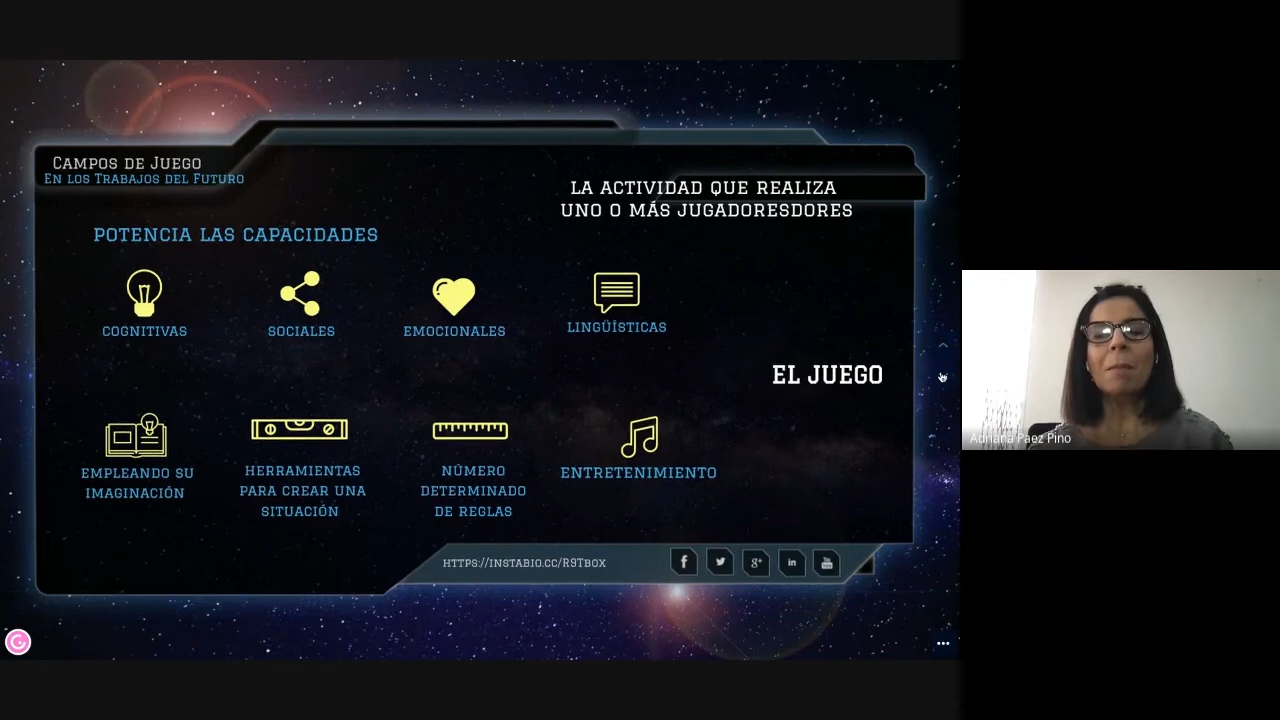 Campos de Juego
En los Trabajos del Futuro
LA ACTIVIDAD QUE REALIZA
UNO O MÁS JUGADORESDORES
POTENCIA LAS CAPACIDADES
COGNITIVAS
SOCIALES
EMOCIONALES
LINGÜÍSTICAS
EL JUEGO
EMPLEANDO SU
IMAGINACIÓN
HERRAMIENTAS
PARA CREAR UNA
SITUACIÓN
NÚMERO
DETERMINADO
DE REGLAS
ENTRETENIMIENTO
https://instabio.cc/R9Tbox
Adriana Paez Pino